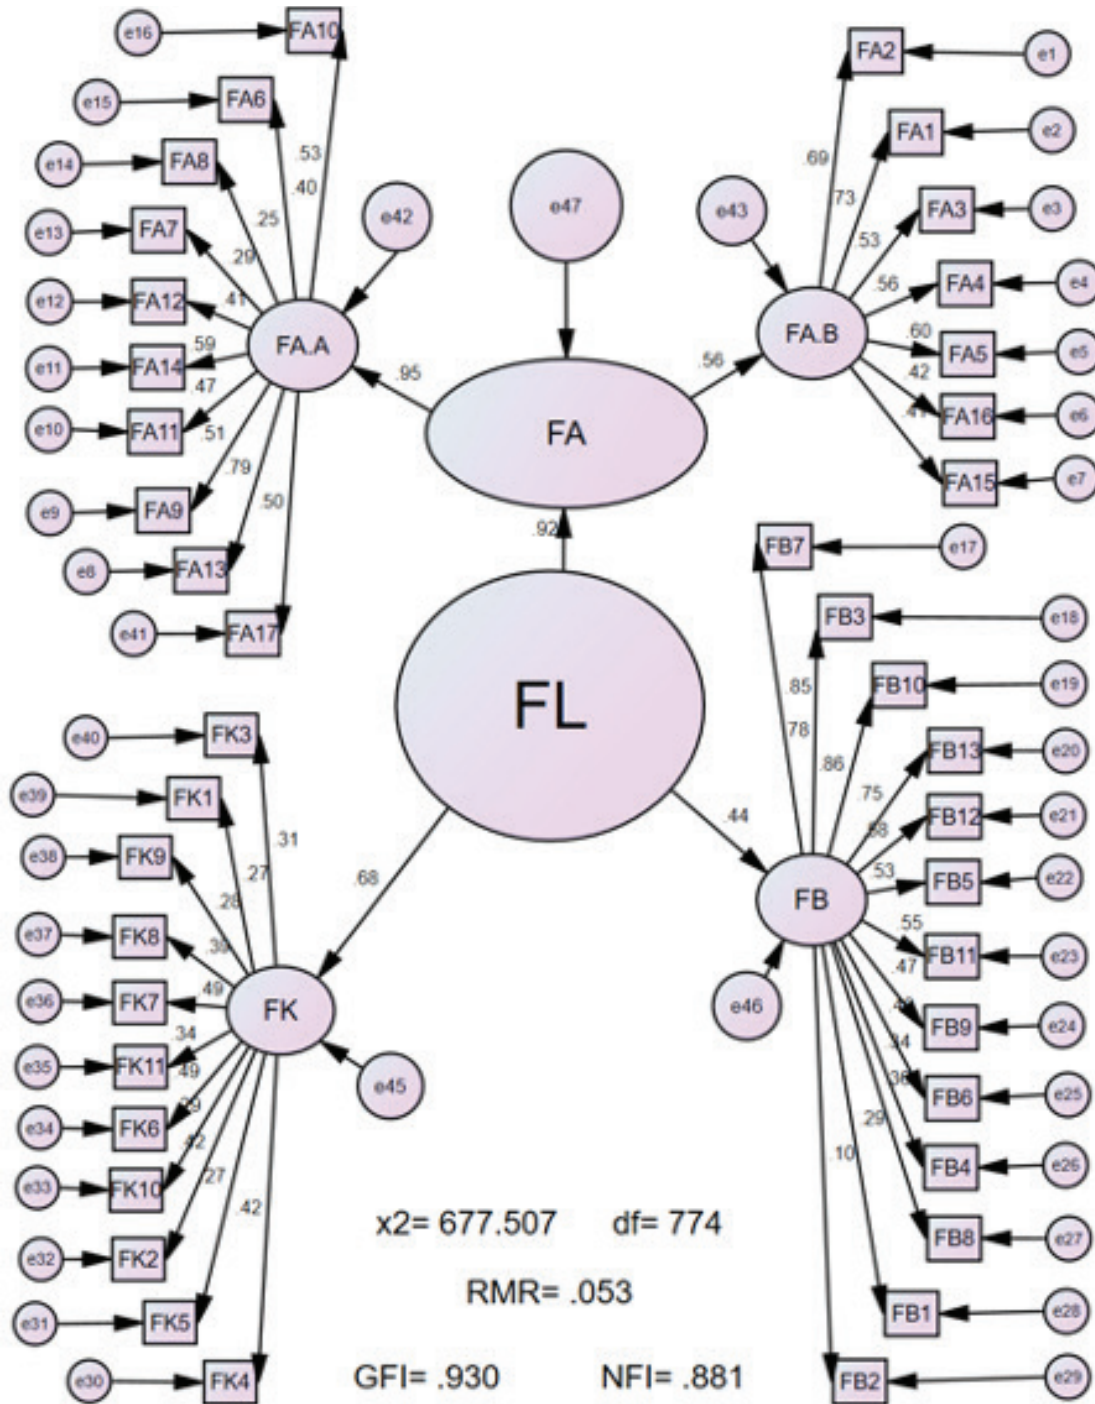 e16
FA10
FA2
e1
e15
FA6
FA1
e2
e14
FA8
.69
.53
.40
.73
e13
FA7
.25
e42
e47
e43
FA3
e3
.29
.53
e12
FA12
.41
FA4
e4
.56
FA.A
FA.B
e11
FA14
.59
.60
FA5
e5
.95
.56
.47
.42
e10
FA11
.51
FA
FA16
e6
.79
.50
FA15
e7
e9
FA9
.92
FB7
e17
FA13
e41
FA17
FB3
e18
FB10
e19
.85
.78
FL
e40
FK3
.86
FB13
e20
e39
FK1
.75
FB12
e21
.31
.44
e38
FK9
.27
.68
.53
FB5
e22
.28
FB
e37
FK8
.39
.55
FB11
e23
.47
e36
FK7
.49
FK
e46
FB9
e24
.34
.34
e35
FK11
.49
e45
FB6
e25
e34
FK6
.42
.29
.10
FB4
e26
e33
FK10
.27
.42
x2= 677.507 df= 774
FB8
e27
e32
FK2
RMR= .053
FB1
e28
e31
FK5
GFI= .930 NFI= .881
FB2
e29
e30
FK4